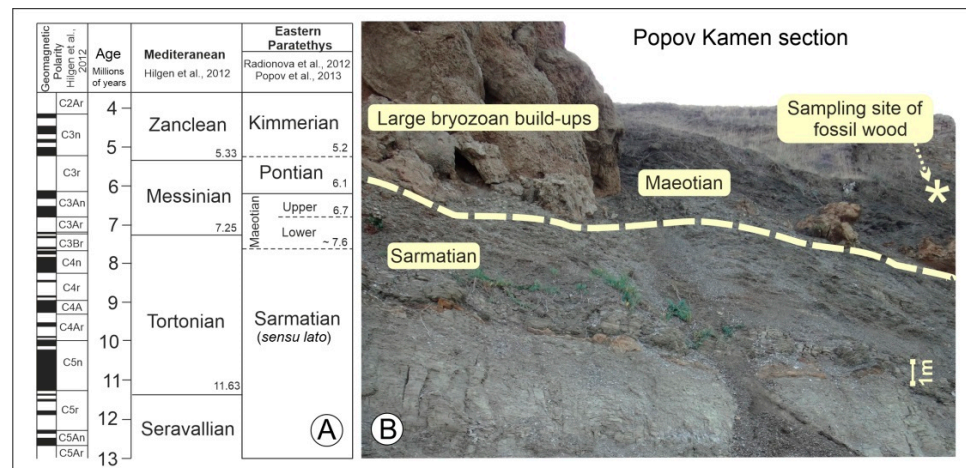 Geomagnetic
Polarity
Hilgen et al.,
2012
Age
Millions
of years
Mediteranean
Hilgen et al., 2012
Eastern
Paratethys
Radionova et al., 2012
Popov et al., 2013
C2Ar
C3n
C3r
C3An
C3Ar
C3Br
C4n
C4r
C4A
C4Ar
C5n
C5r
C5An
C5Ar
4
5
6
7
8
9
10
11
12
13
Zanclean
5.33
Messinian
7.25
Tortonian
11.63
Seravallian
Kimmerian
5.2
Pontian
6.1
Maeotian
Upper
6.7
Lower
~ 7.6
Sarmatian
(sensu lato)
A
Popov Kamen section
Large bryozoan build-ups
Sampling site of
fossil wood
Maeotian
Sarmatian
1m
B